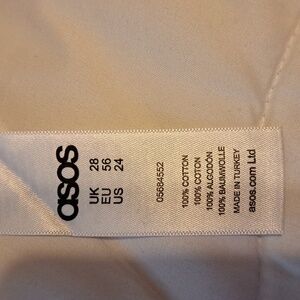 asos
UK 28
EU 56
US 24
05684552
100% COTTON
100% COTON
100% ALGODÓN
100% BAUMWOLLE
MADE IN TURKEY
asos.com Ltd